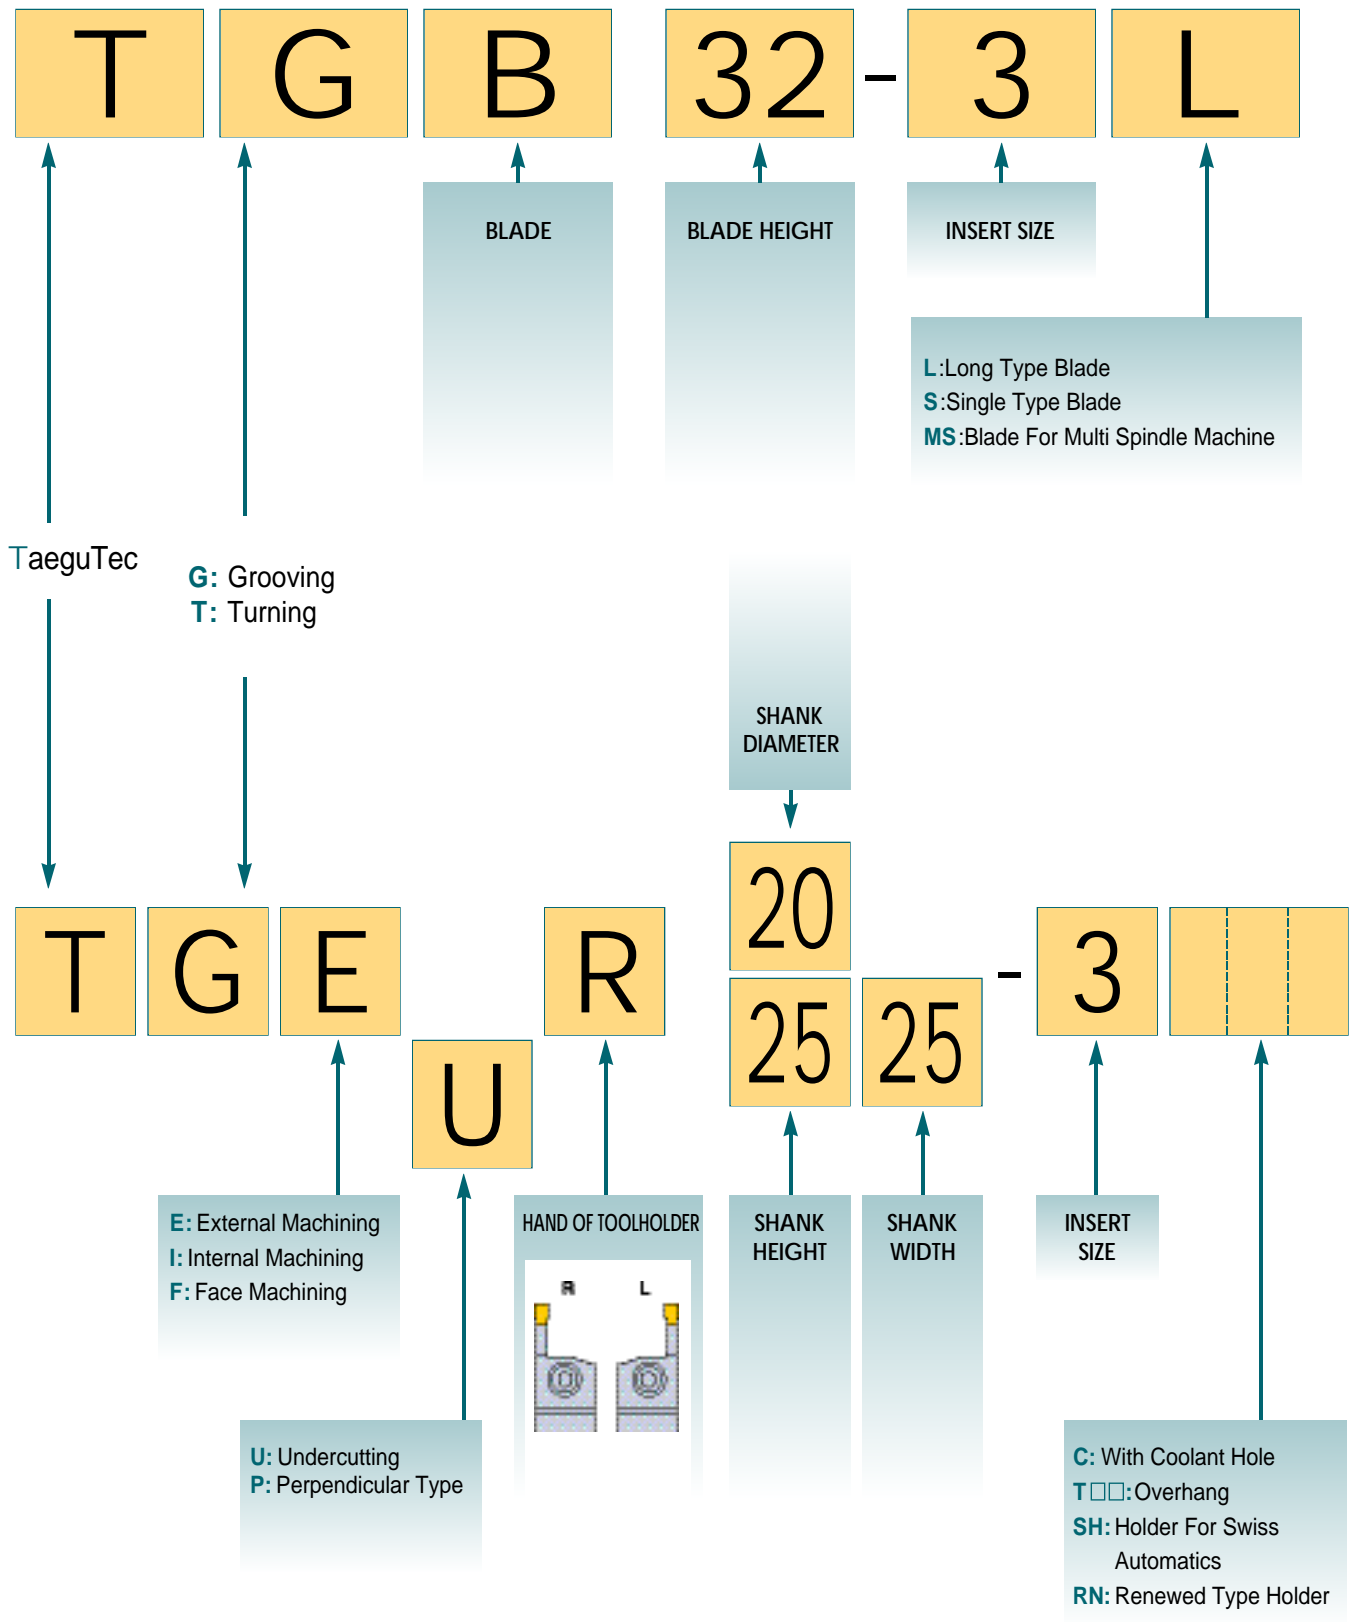 T G B 32 - 3 L
BLADE
BLADE HEIGHT
INSERT SIZE
L:Long Type Blade
S:Single Type Blade
MS:Blade For Multi Spindle Machine
TaeguTec
G: Grooving
T: Turning
SHANK
DIAMETER
20
T G E R
25 25 - 3
U
E: External Machining
I: Internal Machining
F: Face Machining
HAND OF TOOLHOLDER
R L
SHANK
HEIGHT
SHANK
WIDTH
INSERT
SIZE
U: Undercutting
P: Perpendicular Type
C: With Coolant Hole
T□□:Overhang
SH: Holder For Swiss
Automatics
RN: Renewed Type Holder